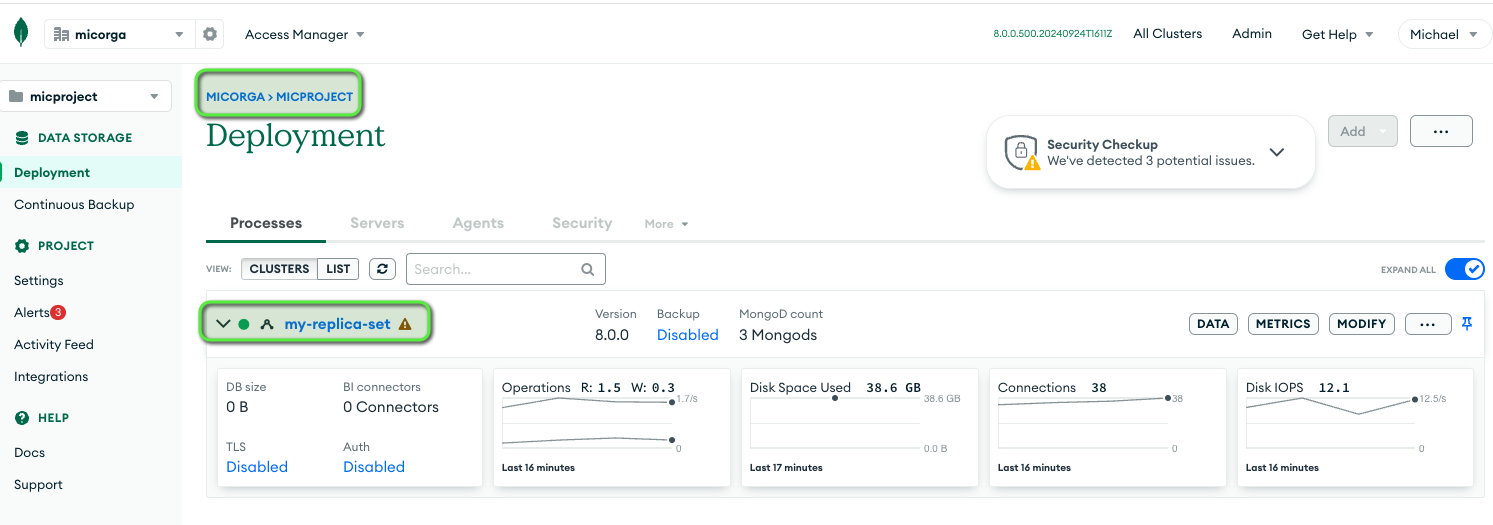 micorga
Access Manager
8.0.0.500.20240924T1611Z
All Clusters
Admin
Get Help
Michael
micproject
DATA STORAGE
Deployment
Continuous Backup
PROJECT
Settings
Alerts 3
Activity Feed
Integrations
HELP
Docs
Support
MICORGA > MICPROJECT
Deployment
Security Checkup
We've detected 3 potential issues.
Add
...
Processes Servers Agents Security More
VIEW: CLUSTERS LIST Search... EXPAND ALL
my-replica-set
Version
8.0.0
Backup
Disabled
MongoD count
3 Mongods
DATA METRICS MODIFY ...
DB size
0 B
BI connectors
0 Connectors
TLS
Disabled
Auth
Disabled
Operations R: 1.5 W: 0.3
1.7/s
0
Last 16 minutes
Disk Space Used 38.6 GB
38.6 GB
0.0 B
Last 17 minutes
Connections 38
38
0
Last 16 minutes
Disk IOPS 12.1
12.5/s
0
Last 16 minutes